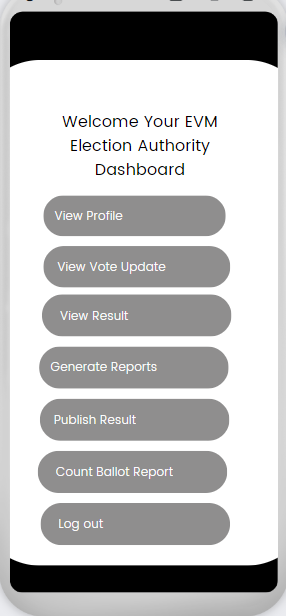 Welcome Your EVM
Election Authority
Dashboard
View Profile
View Vote Update
View Result
Generate Reports
Publish Result
Count Ballot Report
Log out